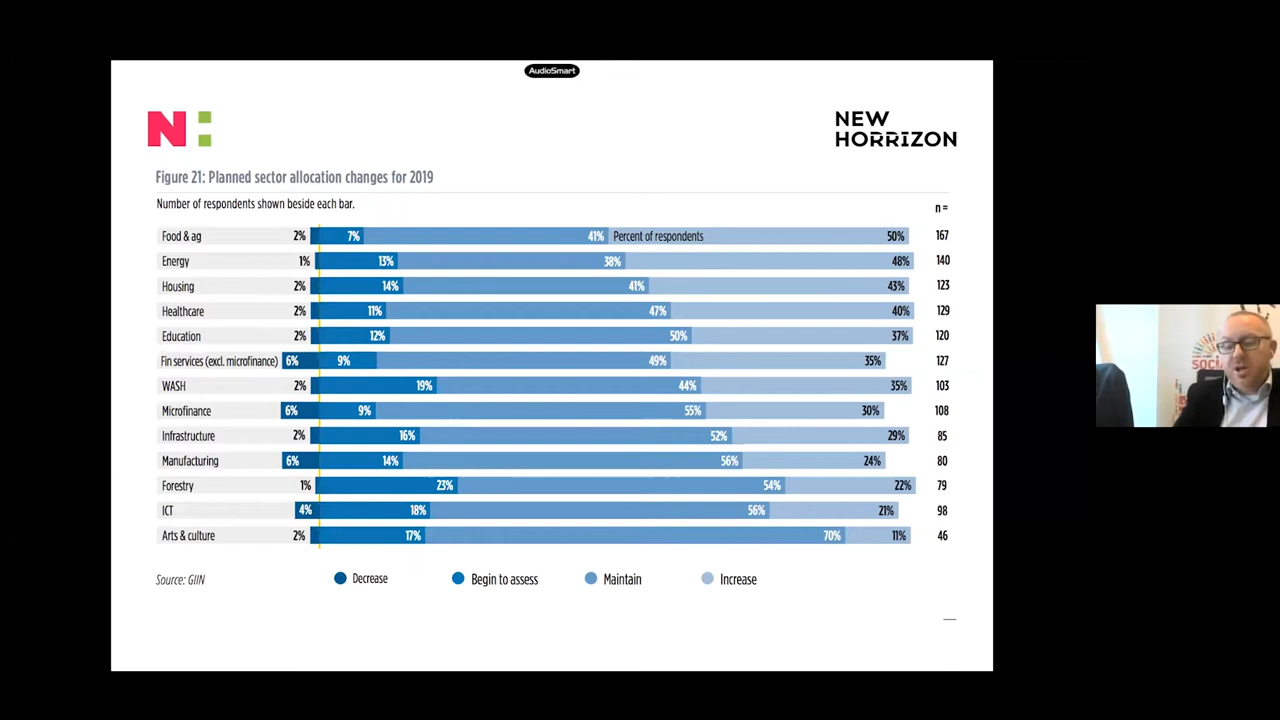 AudioSmart
N:
NEW
HORRIZON
Figure 21: Planned sector allocation changes for 2019
Number of respondents shown beside each bar.
n =
Food & ag 2% 7% 41% Percent of respondents 50% 167
Energy 1% 13% 38% 48% 140
Housing 2% 14% 41% 43% 123
Healthcare 2% 11% 47% 40% 129
Education 2% 12% 50% 37% 120
Fin services (excl. microfinance) 6% 9% 49% 35% 127
WASH 2% 19% 44% 35% 103
Microfinance 6% 9% 55% 30% 108
Infrastructure 2% 16% 52% 29% 85
Manufacturing 6% 14% 56% 24% 80
Forestry 1% 23% 54% 22% 79
ICT 4% 18% 56% 21% 98
Arts & culture 2% 17% 70% 11% 46
Source: GIIN
Decrease Begin to assess Maintain Increase